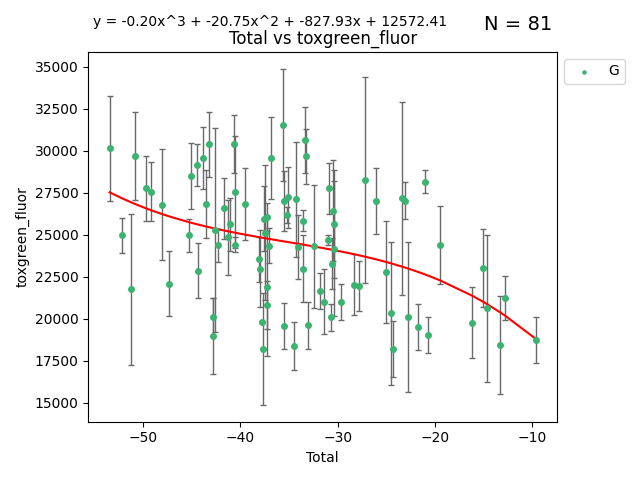 y = -0.20x^3 + -20.75x^2 + -827.93x + 12572.41
N = 81
Total vs toxgreen_fluor
G
toxgreen_fluor
35000
32500
30000
27500
25000
22500
20000
17500
15000
−50 −40 −30 −20 −10
Total